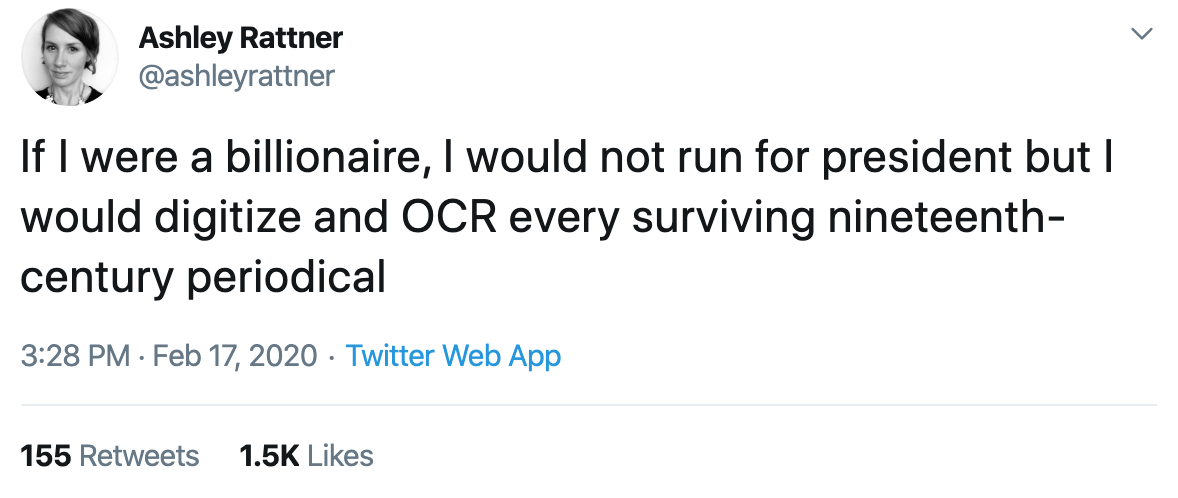 Ashley Rattner
@ashleyrattner
If I were a billionaire, I would not run for president but I
would digitize and OCR every surviving nineteenth-
century periodical
3:28 PM · Feb 17, 2020 · Twitter Web App
155 Retweets 1.5K Likes